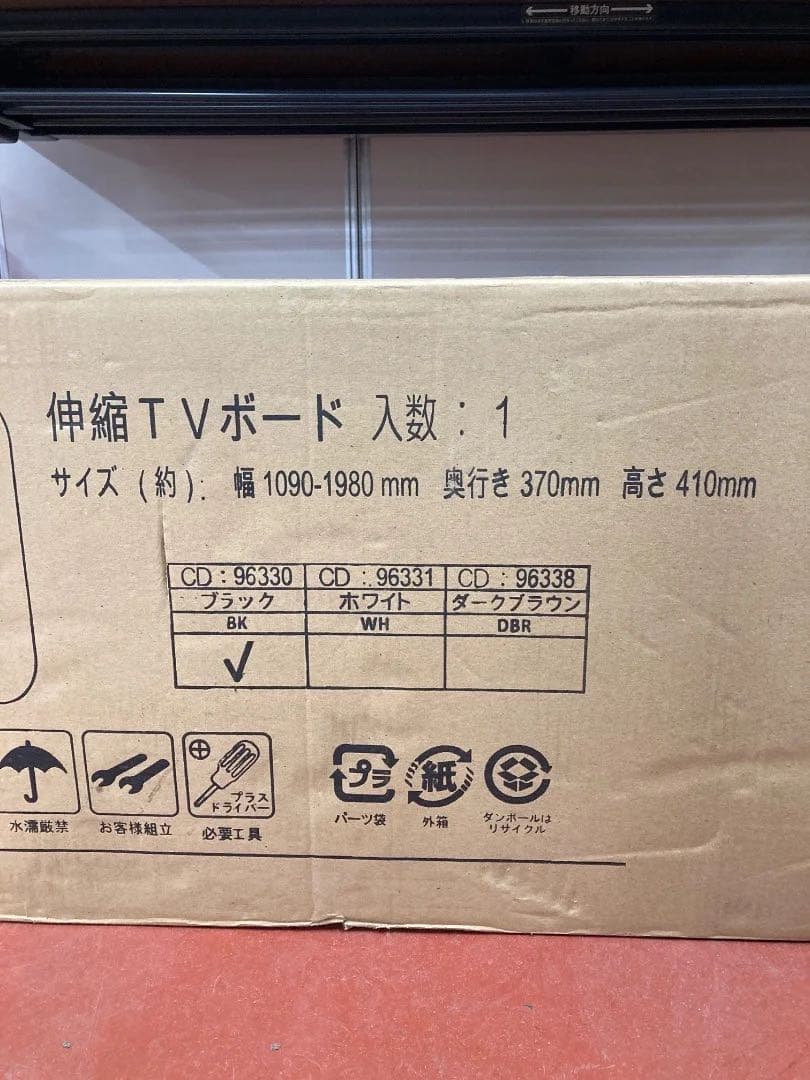 移動方向
伸縮TVボード 入数：1
サイズ（約）： 幅 1090-1980 mm 奥行き 370mm 高さ 410mm
CD：96330 CD：96331 CD：96338
ブラック ホワイト ダークブラウン
BK WH DBR
✓
プラス
ドライバー
水濡厳禁 お客様組立 必要工具
プラ 紙
パーツ袋 外箱 ダンボールは
リサイクル